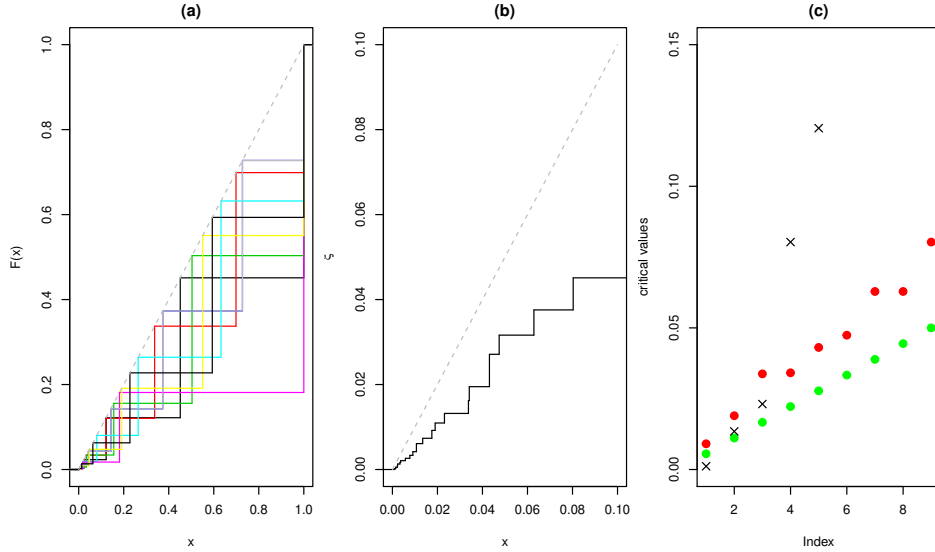 (a)
F(x)
1.0
0.8
0.6
0.4
0.2
0.0
0.0 0.2 0.4 0.6 0.8 1.0
x
(b)
ξ
0.10
0.08
0.06
0.04
0.02
0.00
0.00 0.02 0.04 0.06 0.08 0.10
x
(c)
critical values
0.15
0.10
0.05
0.00
2 4 6 8
Index